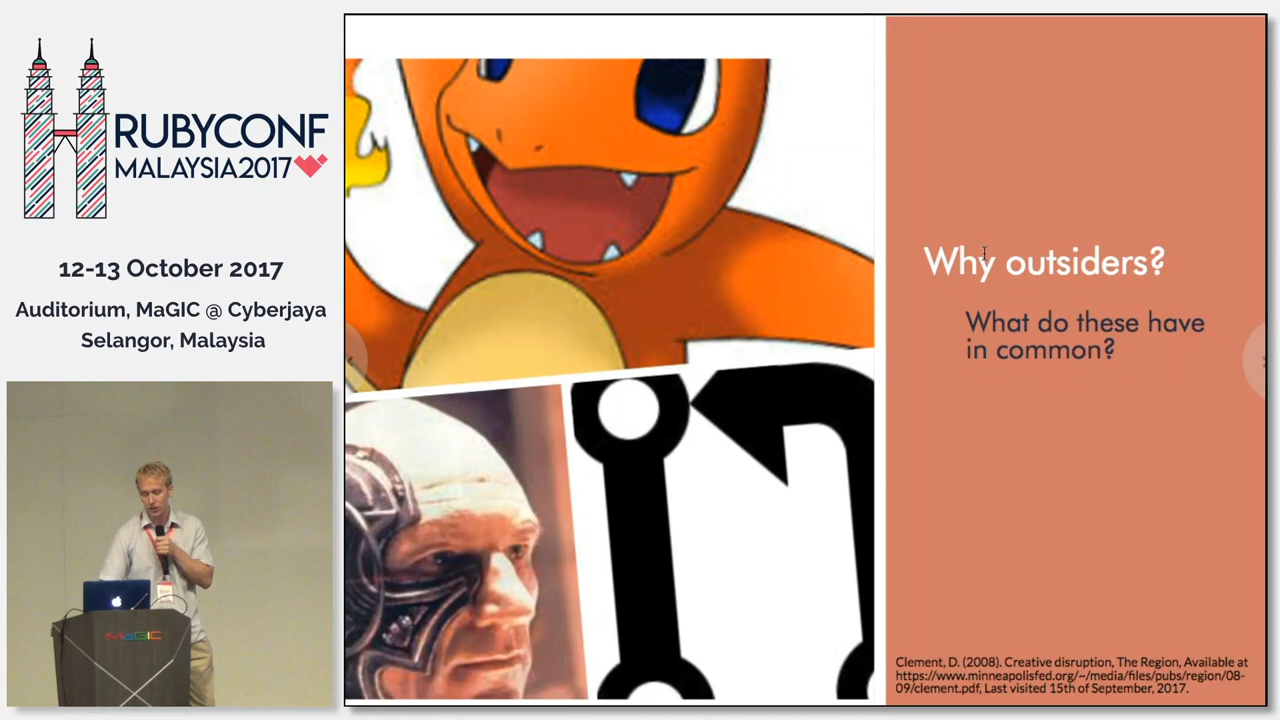 RUBYCONF
MALAYSIA2017
12-13 October 2017
Auditorium, MaGIC @ Cyberjaya
Selangor, Malaysia
MaGIC
Why outsiders?
What do these have
in common?
Clement, D. (2008). Creative disruption, The Region, Available at
https://www.minneapolisfed.org/~/media/files/pubs/region/08-
09/clement.pdf, Last visited 15th of September, 2017.